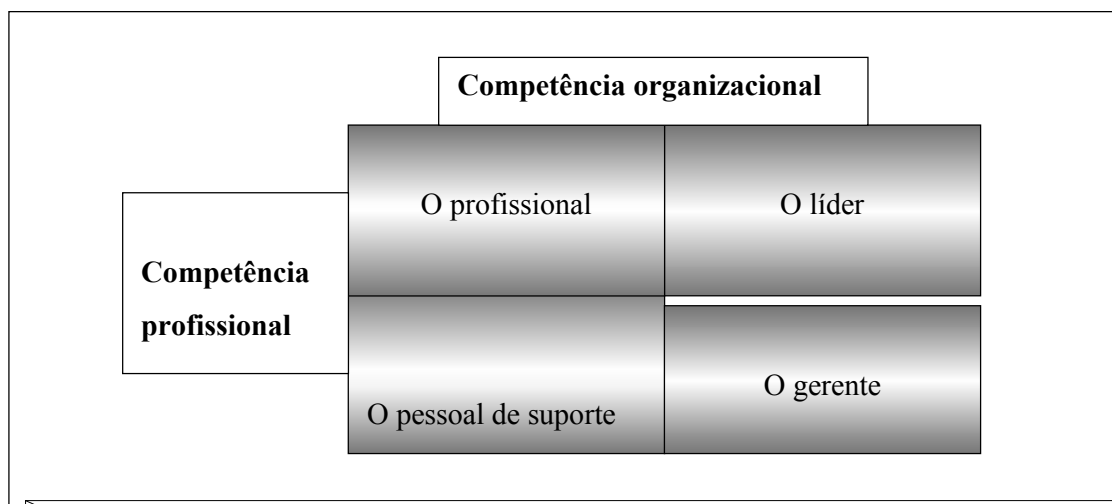 Competência organizacional
O profissional
O líder
Competência
profissional
O pessoal de suporte
O gerente